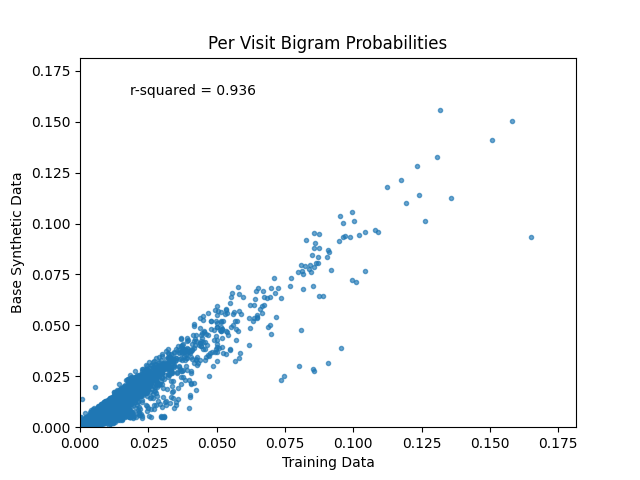 Per Visit Bigram Probabilities
r-squared = 0.936
0.175
0.150
0.125
0.100
0.075
0.050
0.025
0.000
Base Synthetic Data
0.000 0.025 0.050 0.075 0.100 0.125 0.150 0.175
Training Data